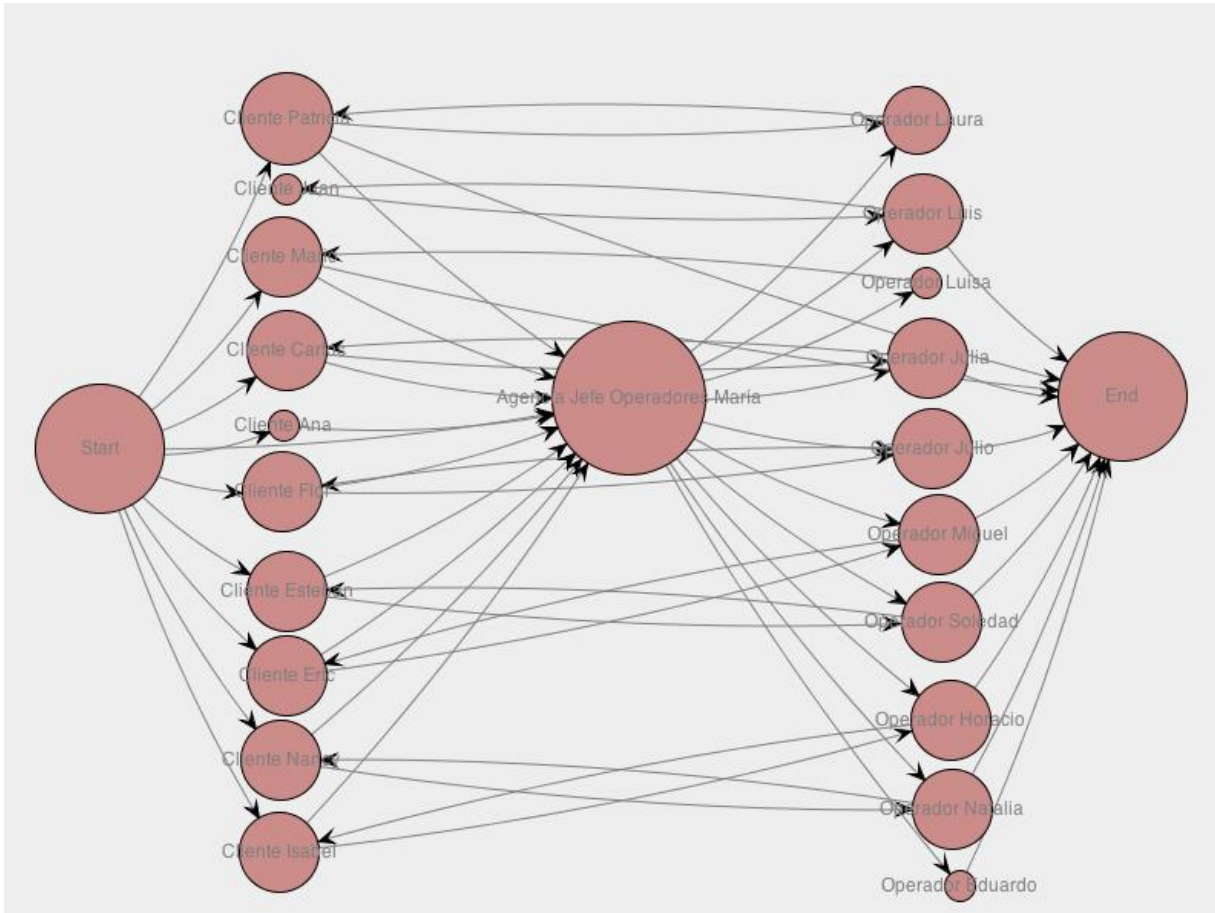 Cliente Patricia
Operador Laura
Cliente Juan
Operador Luis
Cliente Mario
Operador Luisa
Cliente Carlos
Operador Julia
Agencia Jefe Operadores María
End
Cliente Ana
Start
Operador Julio
Cliente Flor
Operador Miguel
Cliente Esteban
Operador Soledad
Cliente Eric
Operador Horacio
Cliente Nancy
Operador Natalia
Cliente Isabel
Operador Eduardo